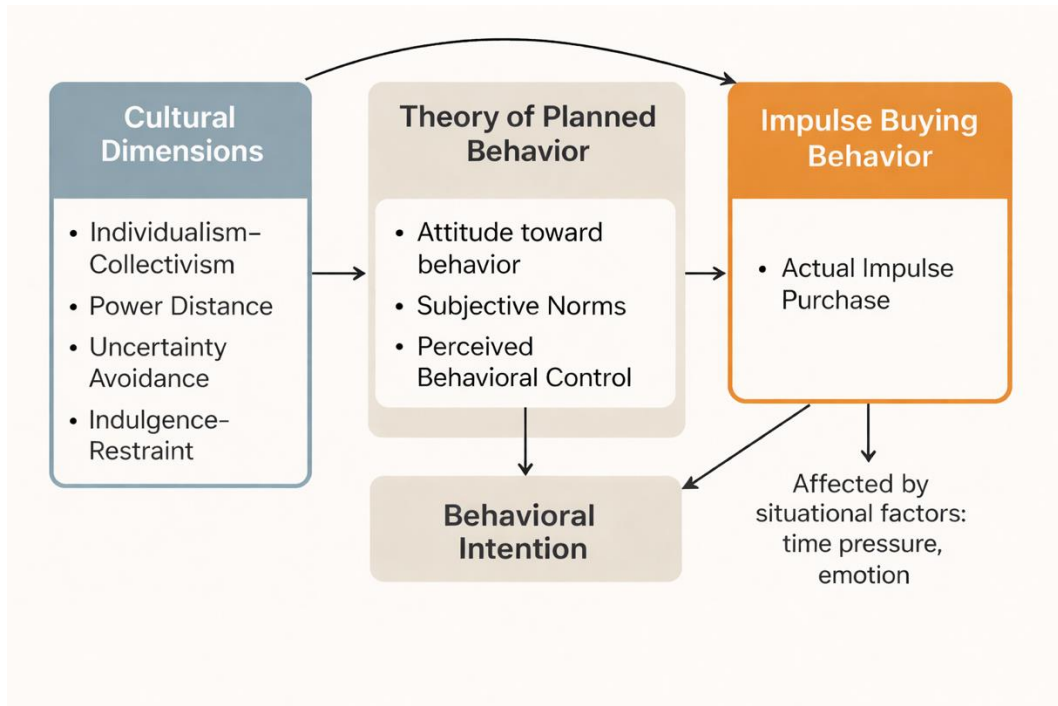 Cultural
Dimensions
• Individualism–
Collectivism
• Power Distance
• Uncertainty
Avoidance
• Indulgence–
Restraint
Theory of Planned
Behavior
• Attitude toward
behavior
• Subjective Norms
• Perceived
Behavioral Control
Behavioral
Intention
Impulse Buying
Behavior
• Actual Impulse
Purchase
Affected by
situational factors:
time pressure,
emotion